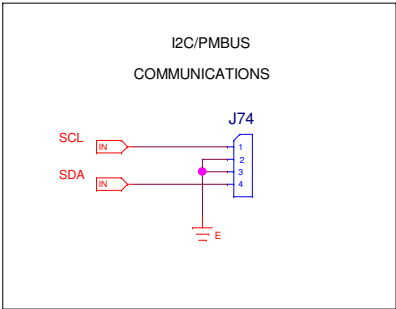 I2C/PMBUS
COMMUNICATIONS
J74
SCL
IN
1
2
3
SDA
IN
4
E